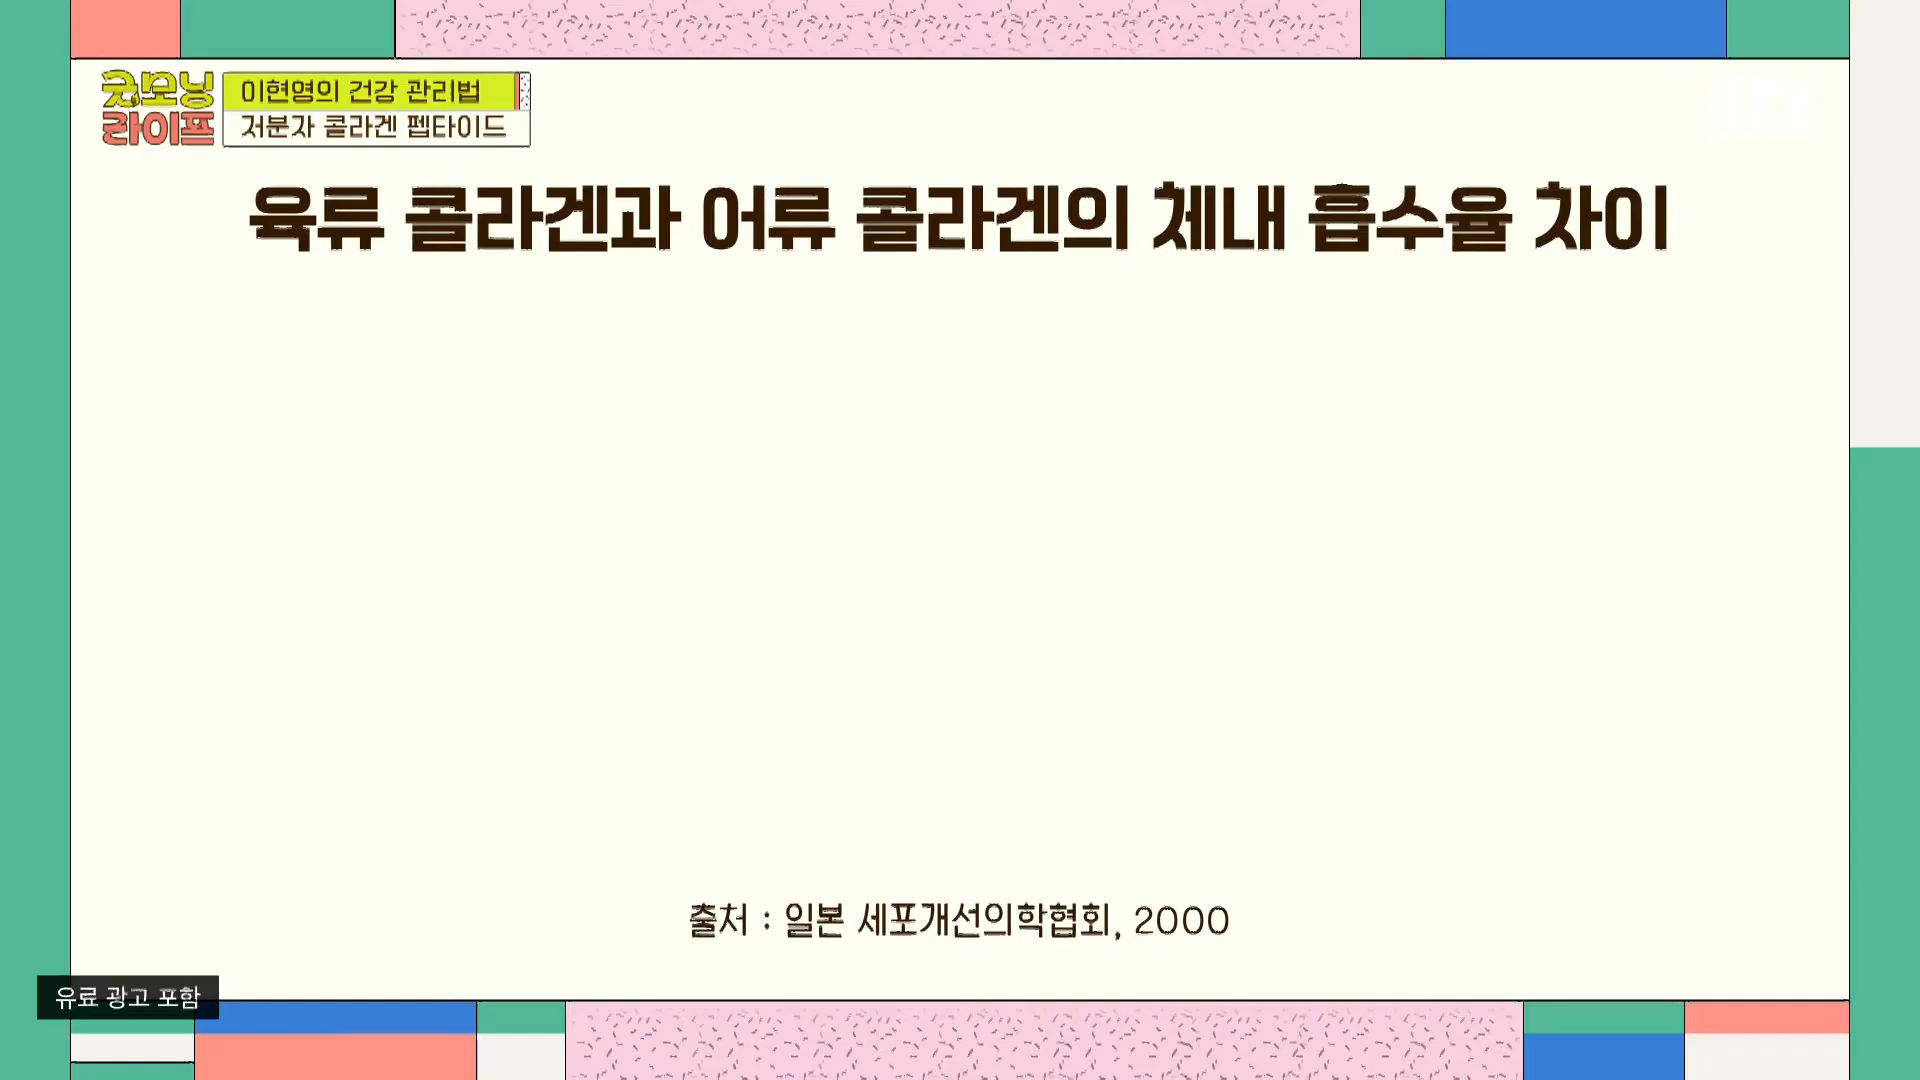 굿모닝
라이프
이현영의 건강 관리법
저분자 콜라겐 펩타이드
육류 콜라겐과 어류 콜라겐의 체내 흡수율 차이
출처 : 일본 세포개선의학협회, 2000
유료 광고 포함